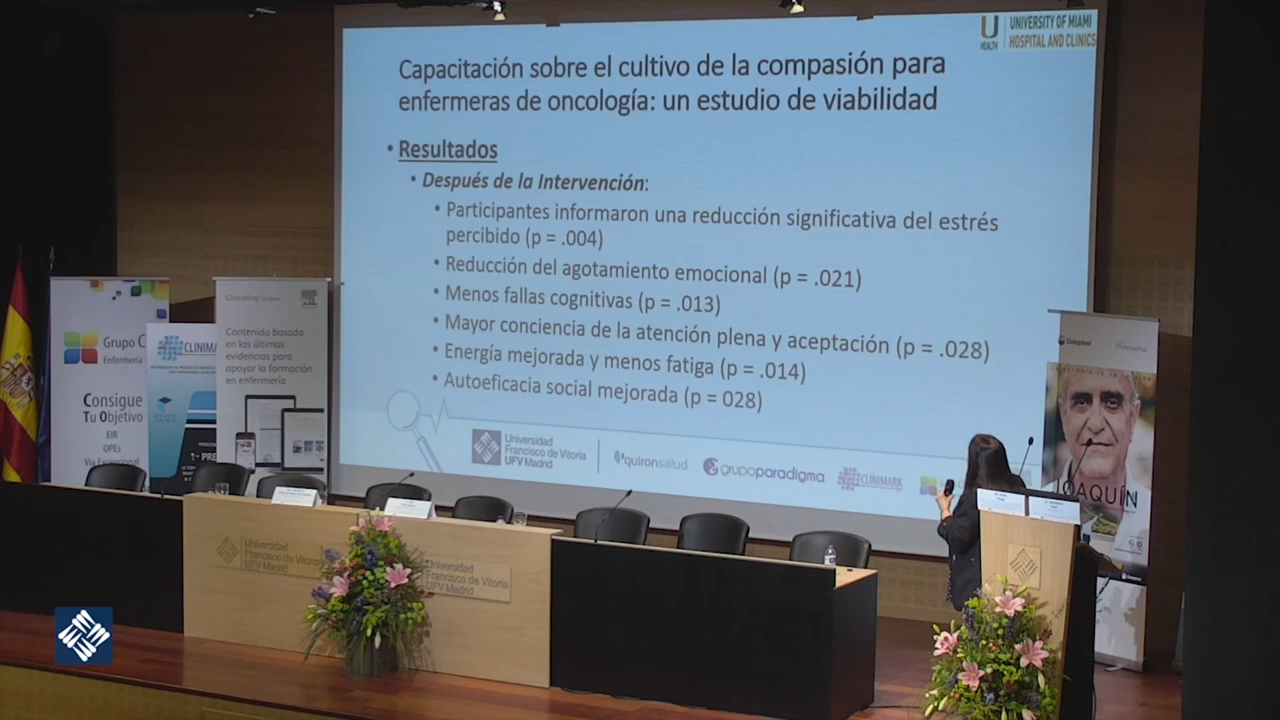 U
HEALTH
UNIVERSITY OF MIAMI
HOSPITAL AND CLINICS
Capacitación sobre el cultivo de la compasión para
enfermeras de oncología: un estudio de viabilidad
• Resultados
• Después de la Intervención:
• Participantes informaron una reducción significativa del estrés
percibido (p = .004)
• Reducción del agotamiento emocional (p = .021)
• Menos fallas cognitivas (p = .013)
• Mayor conciencia de la atención plena y aceptación (p = .028)
• Energía mejorada y menos fatiga (p = .014)
• Autoeficacia social mejorada (p = 028)
Universidad
Francisco de Vitoria
UFV Madrid
quironsalud
grupoparadigma
CLINIMARK
Grupo C
Enfermería
Consigue
Tu Objetivo
EIR
OPEs
Vía Excepcional
CLINIMA
Contenido basado
en las últimas
evidencias para
apoyar la formación
en enfermería
Coloplast
JOAQUÍN
Universidad
Francisco de Vitoria
UFV Madrid
Universidad
Francisco de Vitoria
UFV Madrid